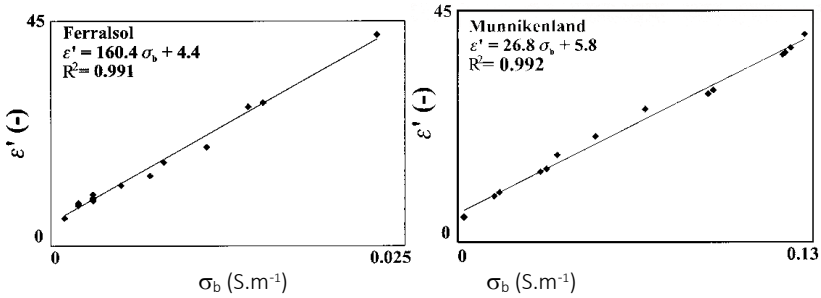 45
Ferralsol
ε' = 160.4 σb + 4.4
R²= 0.991
ε' (-)
0
0
0.025
σb (S.m⁻¹)
45
Munnikenland
ε' = 26.8 σb + 5.8
R²= 0.992
ε' (-)
0
0
0.13
σb (S.m⁻¹)